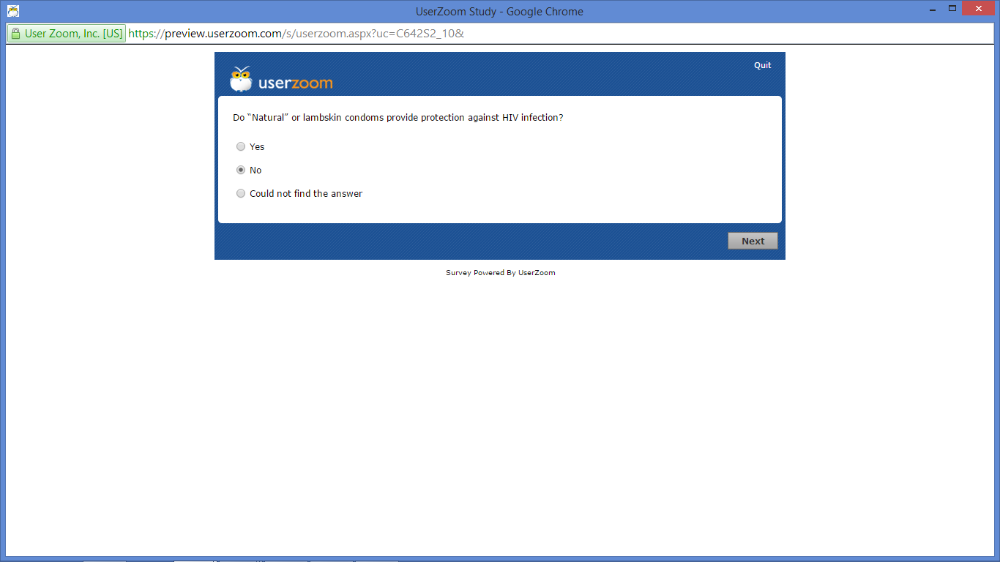 UserZoom Study - Google Chrome
User Zoom, Inc. [US] https://preview.userzoom.com/s/userzoom.aspx?uc=C642S2_10&
Quit
userzoom
Do “Natural” or lambskin condoms provide protection against HIV infection?
Yes
No
Could not find the answer
Next
Survey Powered By UserZoom